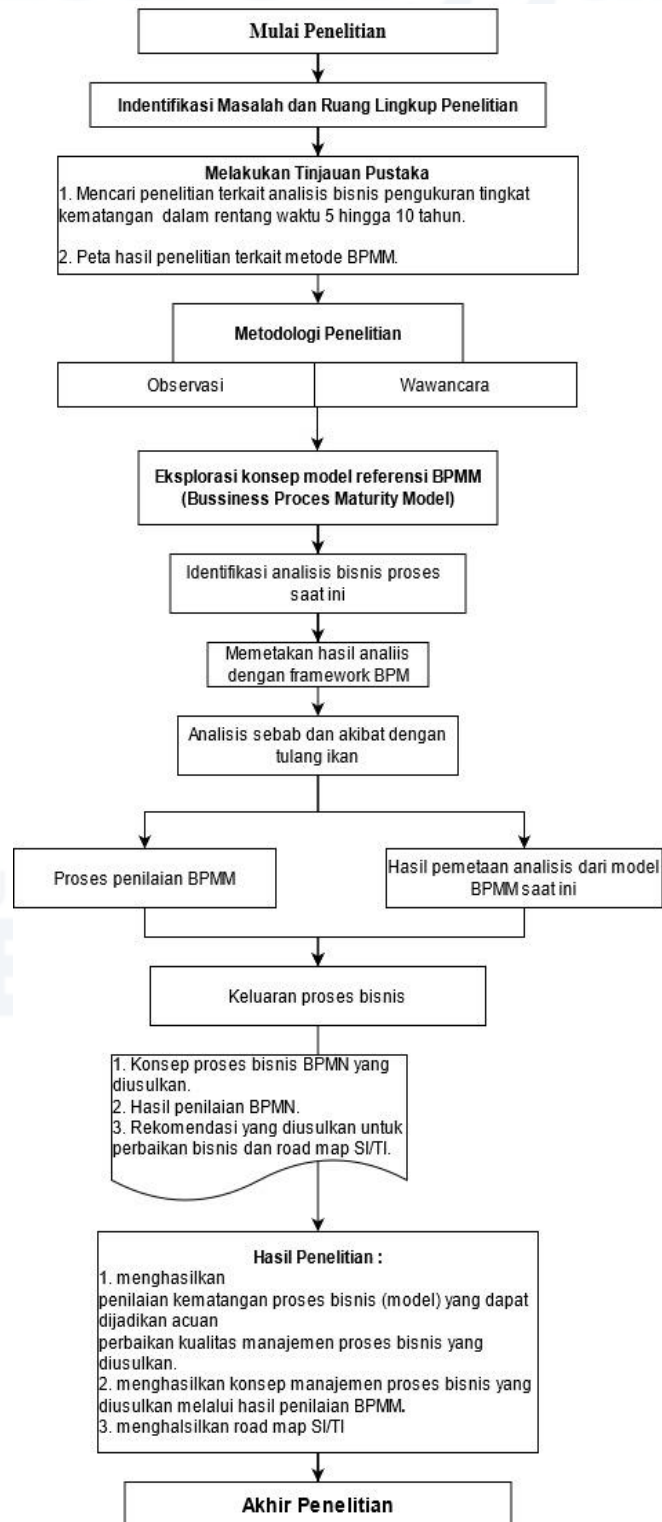 Mulai Penelitian
Indentifikasi Masalah dan Ruang Lingkup Penelitian
Melakukan Tinjauan Pustaka
1. Mencari penelitian terkait analisis bisnis pengukuran tingkat
kematangan dalam rentang waktu 5 hingga 10 tahun.
2. Peta hasil penelitian terkait metode BPMM.
Metodologi Penelitian
Observasi
Wawancara
Eksplorasi konsep model referensi BPMM
(Bussiness Proces Maturity Model)
Identifikasi analisis bisnis proses
saat ini
Memetakan hasil analiis
dengan framework BPM
Analisis sebab dan akibat dengan
tulang ikan
Proses penilaian BPMM
Hasil pemetaan analisis dari model
BPMM saat ini
Keluaran proses bisnis
1. Konsep proses bisnis BPMN yang
diusulkan.
2. Hasil penilaian BPMN.
3. Rekomendasi yang diusulkan untuk
perbaikan bisnis dan road map SI/TI.
Hasil Penelitian :
1. menghasilkan
penilaian kematangan proses bisnis (model) yang dapat
dijadikan acuan
perbaikan kualitas manajemen proses bisnis yang
diusulkan.
2. menghasilkan konsep manajemen proses bisnis yang
diusulkan melalui hasil penilaian BPMM.
3. menghalsilkan road map SI/TI
Akhir Penelitian